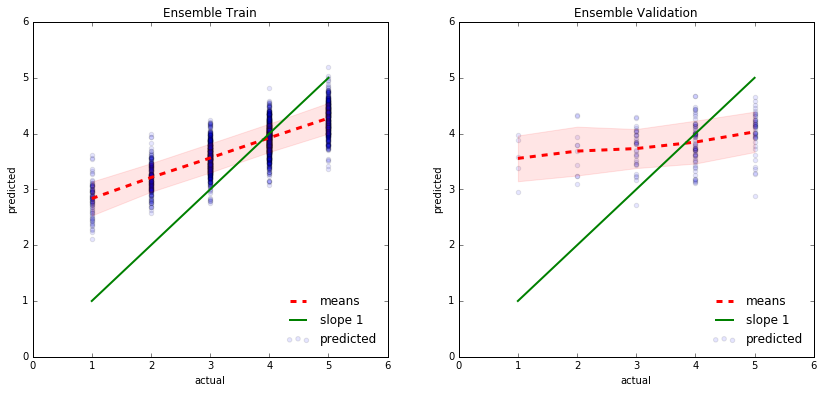 Ensemble Train
6
5
4
3
2
1
0
predicted
means
slope 1
predicted
0 1 2 3 4 5 6
actual
Ensemble Validation
6
5
4
3
2
1
0
predicted
means
slope 1
predicted
0 1 2 3 4 5 6
actual